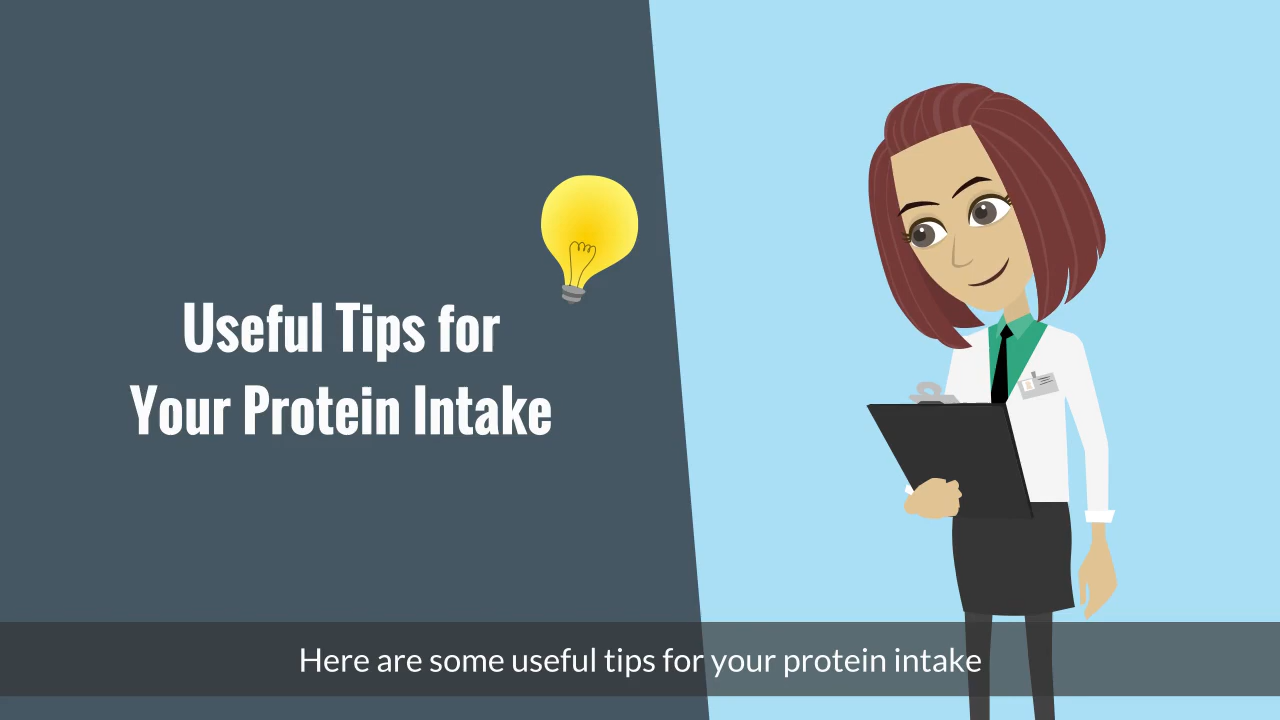 Useful Tips for
Your Protein Intake
Here are some useful tips for your protein intake